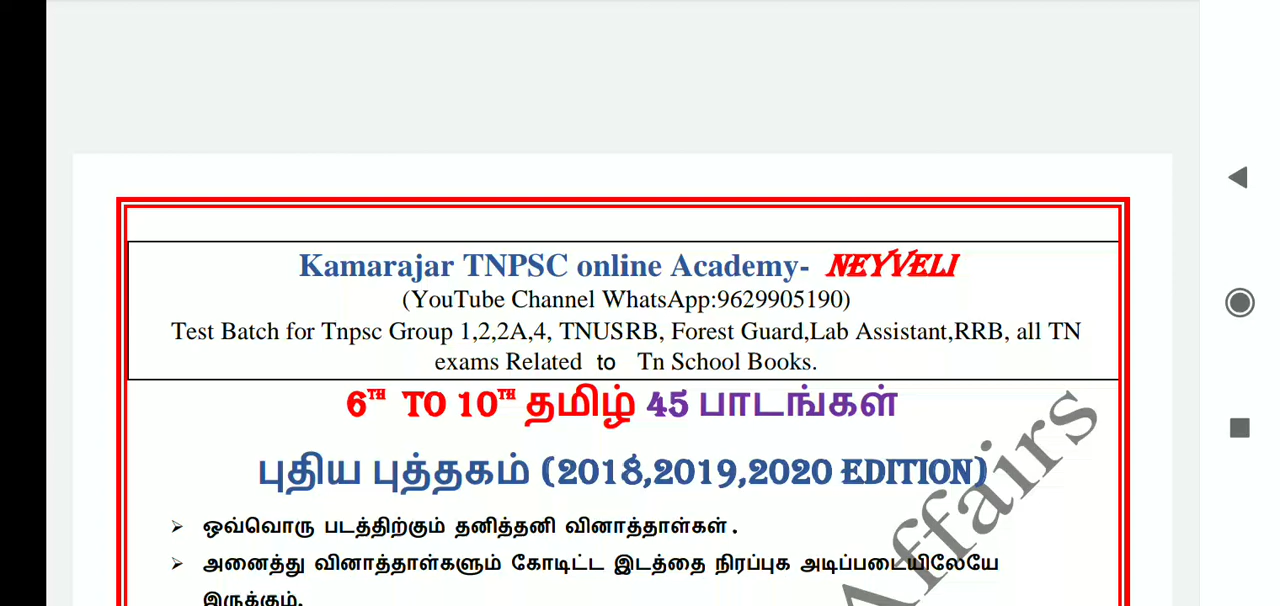 Kamarajar TNPSC online Academy- NEYVELI
(YouTube Channel WhatsApp:9629905190)
Test Batch for Tnpsc Group 1,2,2A,4, TNUSRB, Forest Guard,Lab Assistant,RRB, all TN
exams Related to Tn School Books.
6TH TO 10TH தமிழ் 45 பாடங்கள்
புதிய புத்தகம் (2018,2019,2020 EDITION)
➢ ஒவ்வொரு படத்திற்கும் தனித்தனி வினாத்தாள்கள் .
➢ அனைத்து வினாத்தாள்களும் கோடிட்ட இடத்தை நிரப்புக அடிப்படையிலேயே
இருக்கும்.
Affairs